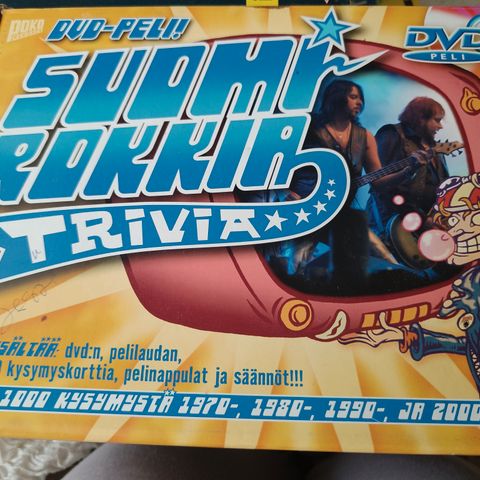 POKO
DVD-PELI!
DVD
PELI
SUOMI
ROKKIA
TRIVIA
SISÄLTÄÄ: dvd:n, pelilaudan,
kysymyskorttia, pelinappulat ja säännöt!!!
1000 KYSYMYSTÄ 1970-, 1980-, 1990-, JA 2000